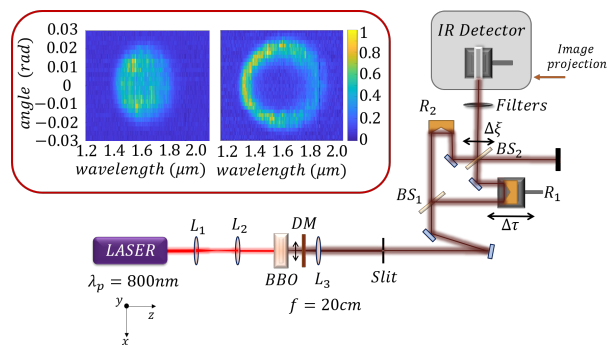 0.03
0.02
0.01
0
−0.01
−0.02
−0.03
angle (rad)
1.2 1.4 1.6 1.8 2.0
wavelength (μm)
1.2 1.4 1.6 1.8 2.0
wavelength (μm)
1
0.8
0.6
0.4
0.2
0
IR Detector
Image
projection
Filters
R2
Δξ
BS2
BS1
R1
Δτ
LASER
λp = 800nm
L1
L2
BBO
DM
L3
f = 20cm
Slit
y
z
x